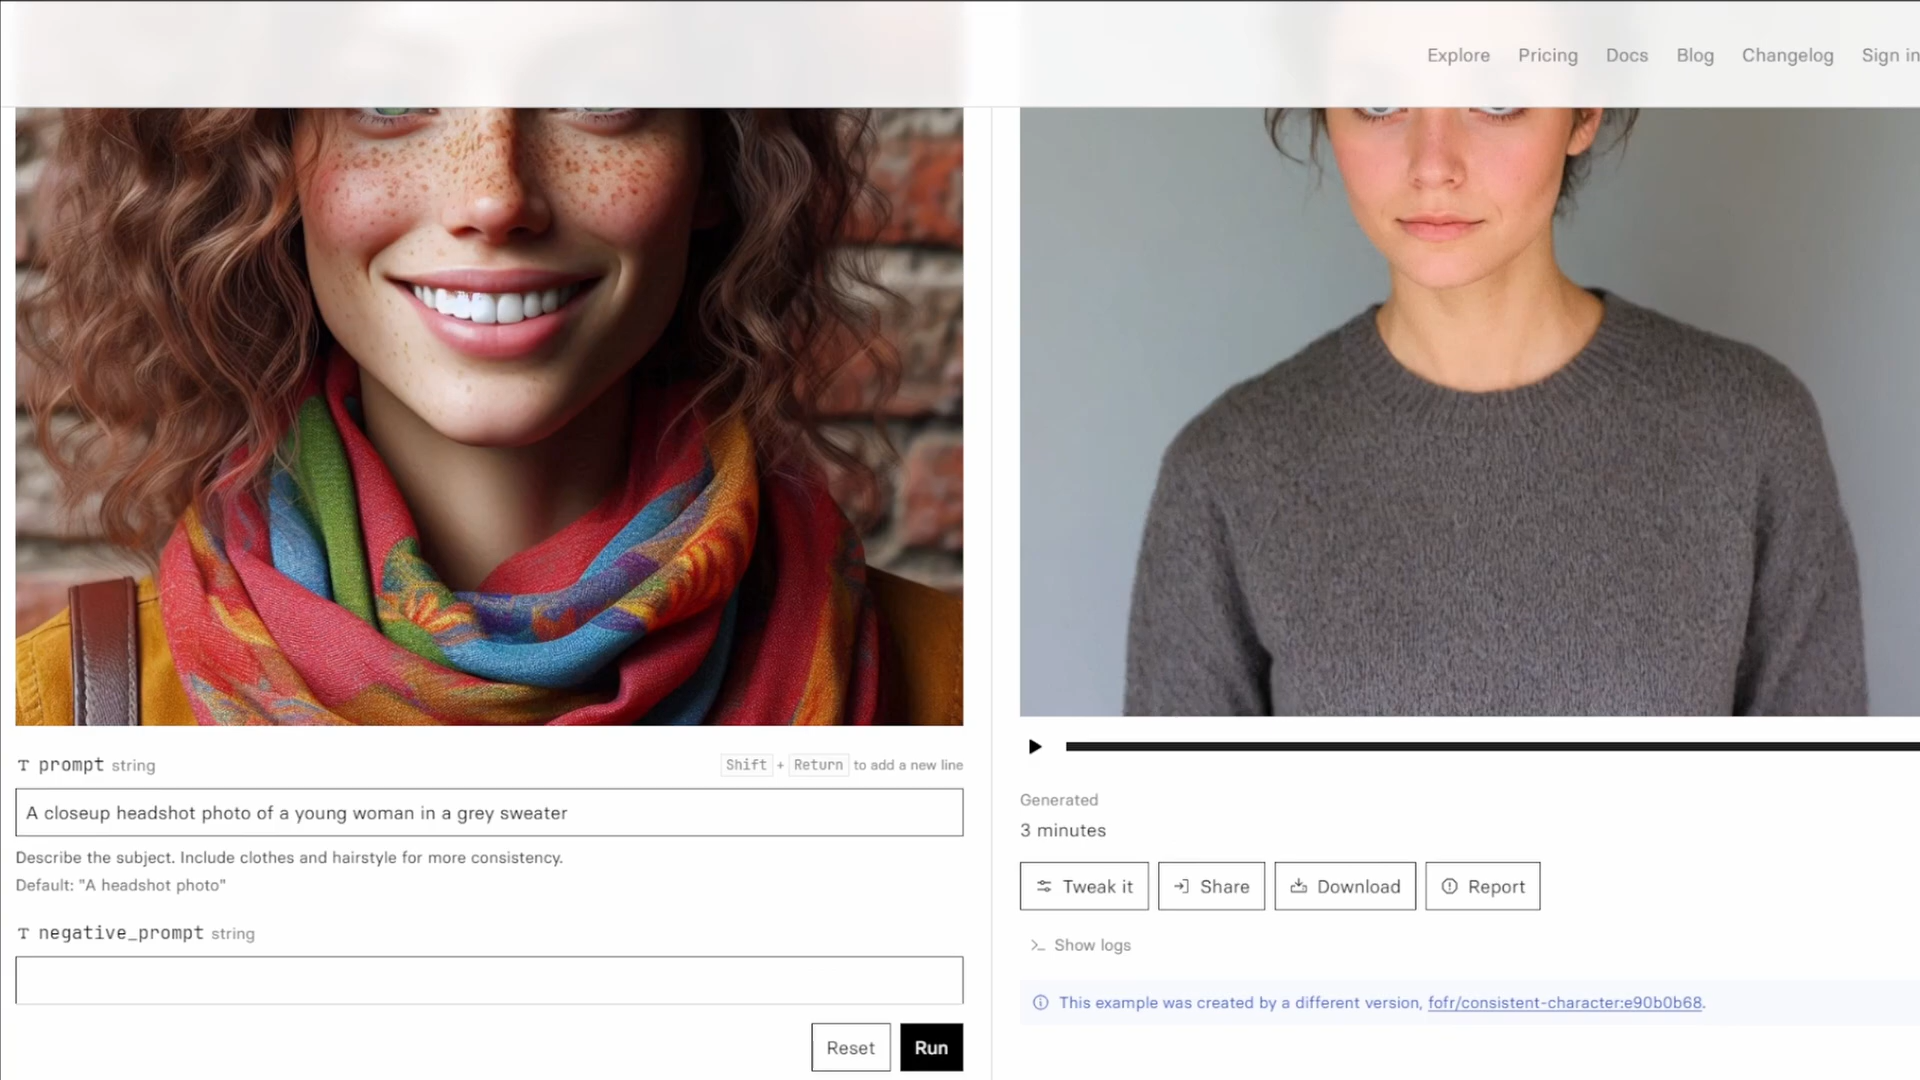 Explore Pricing Docs Blog Changelog Sign in
T prompt string
Shift + Return to add a new line
A closeup headshot photo of a young woman in a grey sweater
Describe the subject. Include clothes and hairstyle for more consistency.
Default: "A headshot photo"
T negative_prompt string
Reset Run
Generated
3 minutes
Tweak it Share Download Report
Show logs
This example was created by a different version, fofr/consistent-character:e90b0b68.